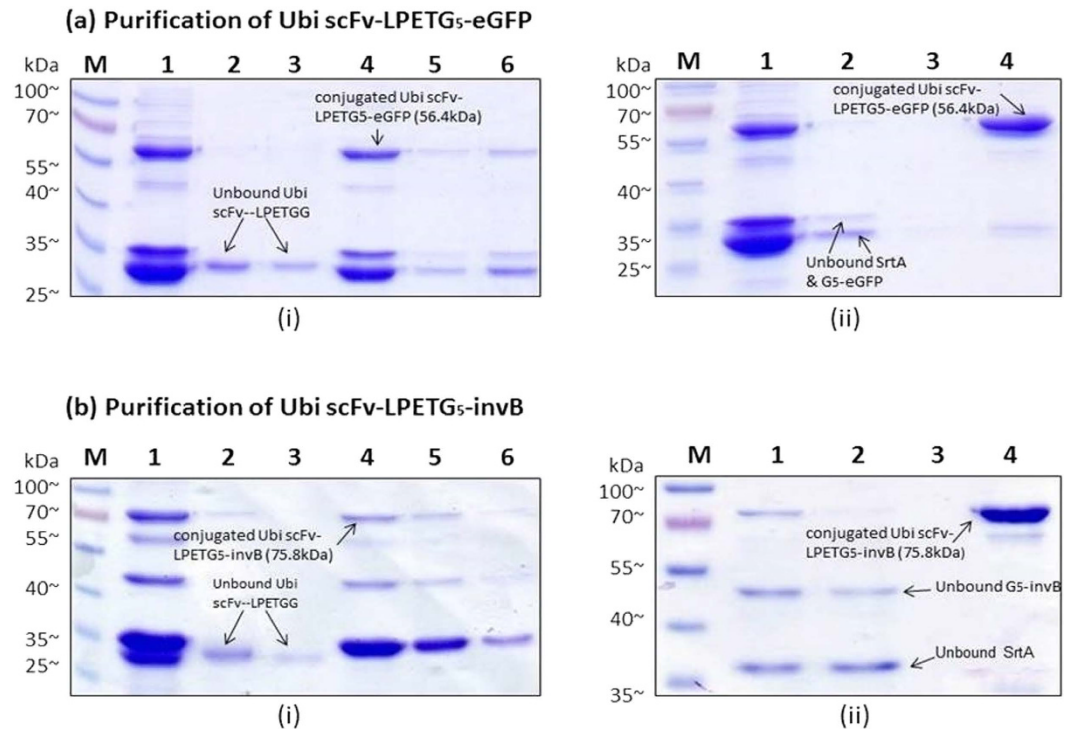 (a) Purification of Ubi scFv-LPETG₅-eGFP
kDa M 1 2 3 4 5 6
100~
70~
55~
40~
35~
25~
conjugated Ubi scFv-
LPETG5-eGFP (56.4kDa)
Unbound Ubi
scFv--LPETGG
(i)
kDa M 1 2 3 4
100~
70~
55~
40~
35~
25~
conjugated Ubi scFv-
LPETG5-eGFP (56.4kDa)
Unbound SrtA
& G5-eGFP
(ii)
(b) Purification of Ubi scFv-LPETG₅-invB
kDa M 1 2 3 4 5 6
100~
70~
55~
40~
35~
25~
conjugated Ubi scFv-
LPETG5-invB (75.8kDa)
Unbound Ubi
scFv--LPETGG
(i)
kDa M 1 2 3 4
100~
70~
55~
40~
35~
conjugated Ubi scFv-
LPETG5-invB (75.8kDa)
Unbound G5-invB
Unbound SrtA
(ii)